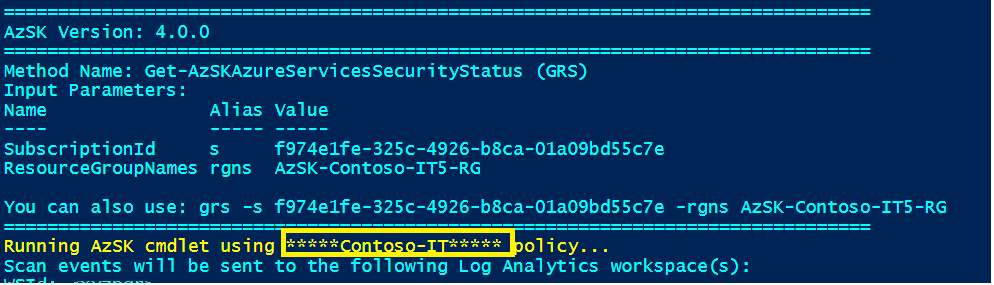 ================================================================================
AzSK Version: 4.0.0
================================================================================
Method Name: Get-AzSKAzureServicesSecurityStatus (GRS)
Input Parameters:
Name Alias Value
---- ----- -----
SubscriptionId s f974e1fe-325c-4926-b8ca-01a09bd55c7e
ResourceGroupNames rgns AzSK-Contoso-IT5-RG
You can also use: grs -s f974e1fe-325c-4926-b8ca-01a09bd55c7e -rgns AzSK-Contoso-IT5-RG
================================================================================
Running AzSK cmdlet using *****Contoso-IT***** policy...
Scan events will be sent to the following Log Analytics workspace(s):
WSId: